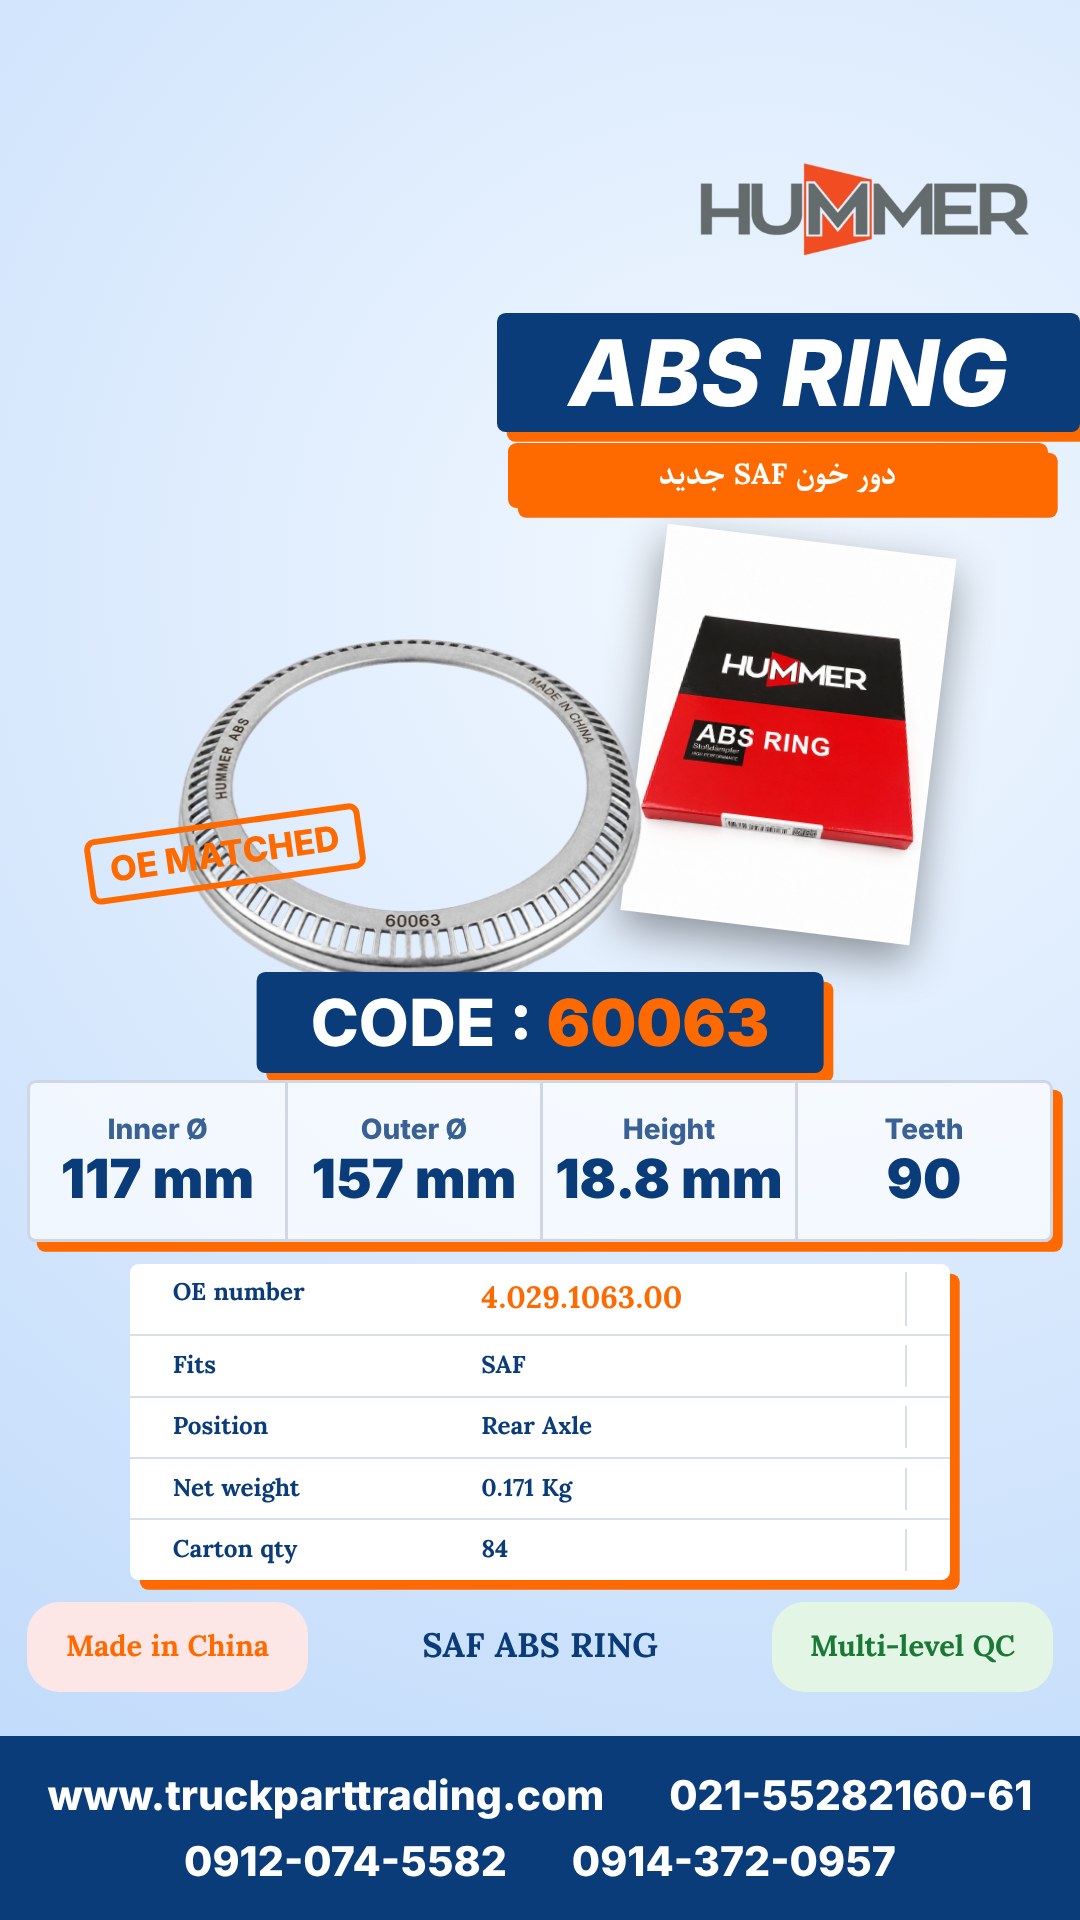 HUMMER
ABS RING
دور خون SAF جدید
HUMMER
ABS RING
Stoßdämpfer
HIGH PERFORMANCE
MADE IN CHINA
HUMMER ABS
60063
OE MATCHED
CODE : 60063
Inner Ø Outer Ø Height Teeth
117 mm 157 mm 18.8 mm 90
OE number 4.029.1063.00
Fits SAF
Position Rear Axle
Net weight 0.171 Kg
Carton qty 84
Made in China SAF ABS RING Multi-level QC
www.truckparttrading.com 021-55282160-61
0912-074-5582 0914-372-0957